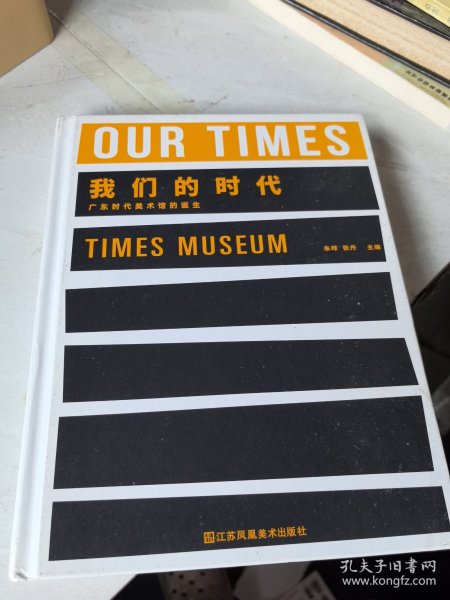 OUR TIMES
我们的时代
广东时代美术馆的诞生
TIMES MUSEUM
朱晔 张丹 主编
江苏凤凰美术出版社
孔夫子旧书网
www.kongfz.com